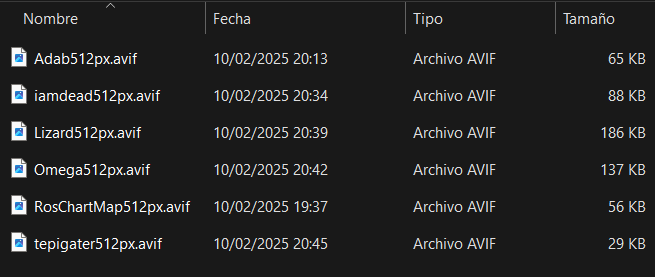 Nombre Fecha Tipo Tamaño
Adab512px.avif 10/02/2025 20:13 Archivo AVIF 65 KB
iamdead512px.avif 10/02/2025 20:34 Archivo AVIF 88 KB
Lizard512px.avif 10/02/2025 20:39 Archivo AVIF 186 KB
Omega512px.avif 10/02/2025 20:42 Archivo AVIF 137 KB
RosChartMap512px.avif 10/02/2025 19:37 Archivo AVIF 56 KB
tepigater512px.avif 10/02/2025 20:45 Archivo AVIF 29 KB